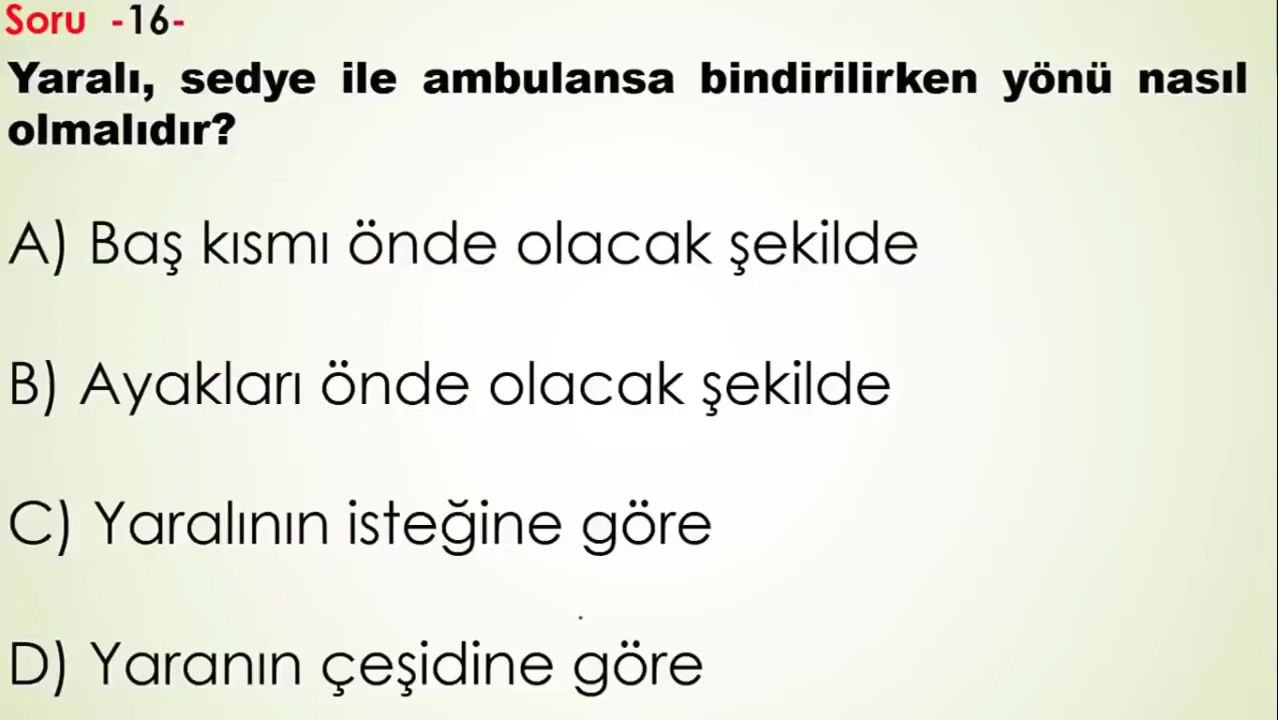 Soru -16-
Yaralı, sedye ile ambulansa bindirilirken yönü nasıl
olmalıdır?
A) Baş kısmı önde olacak şekilde
B) Ayakları önde olacak şekilde
C) Yaralının isteğine göre
D) Yaranın çeşidine göre